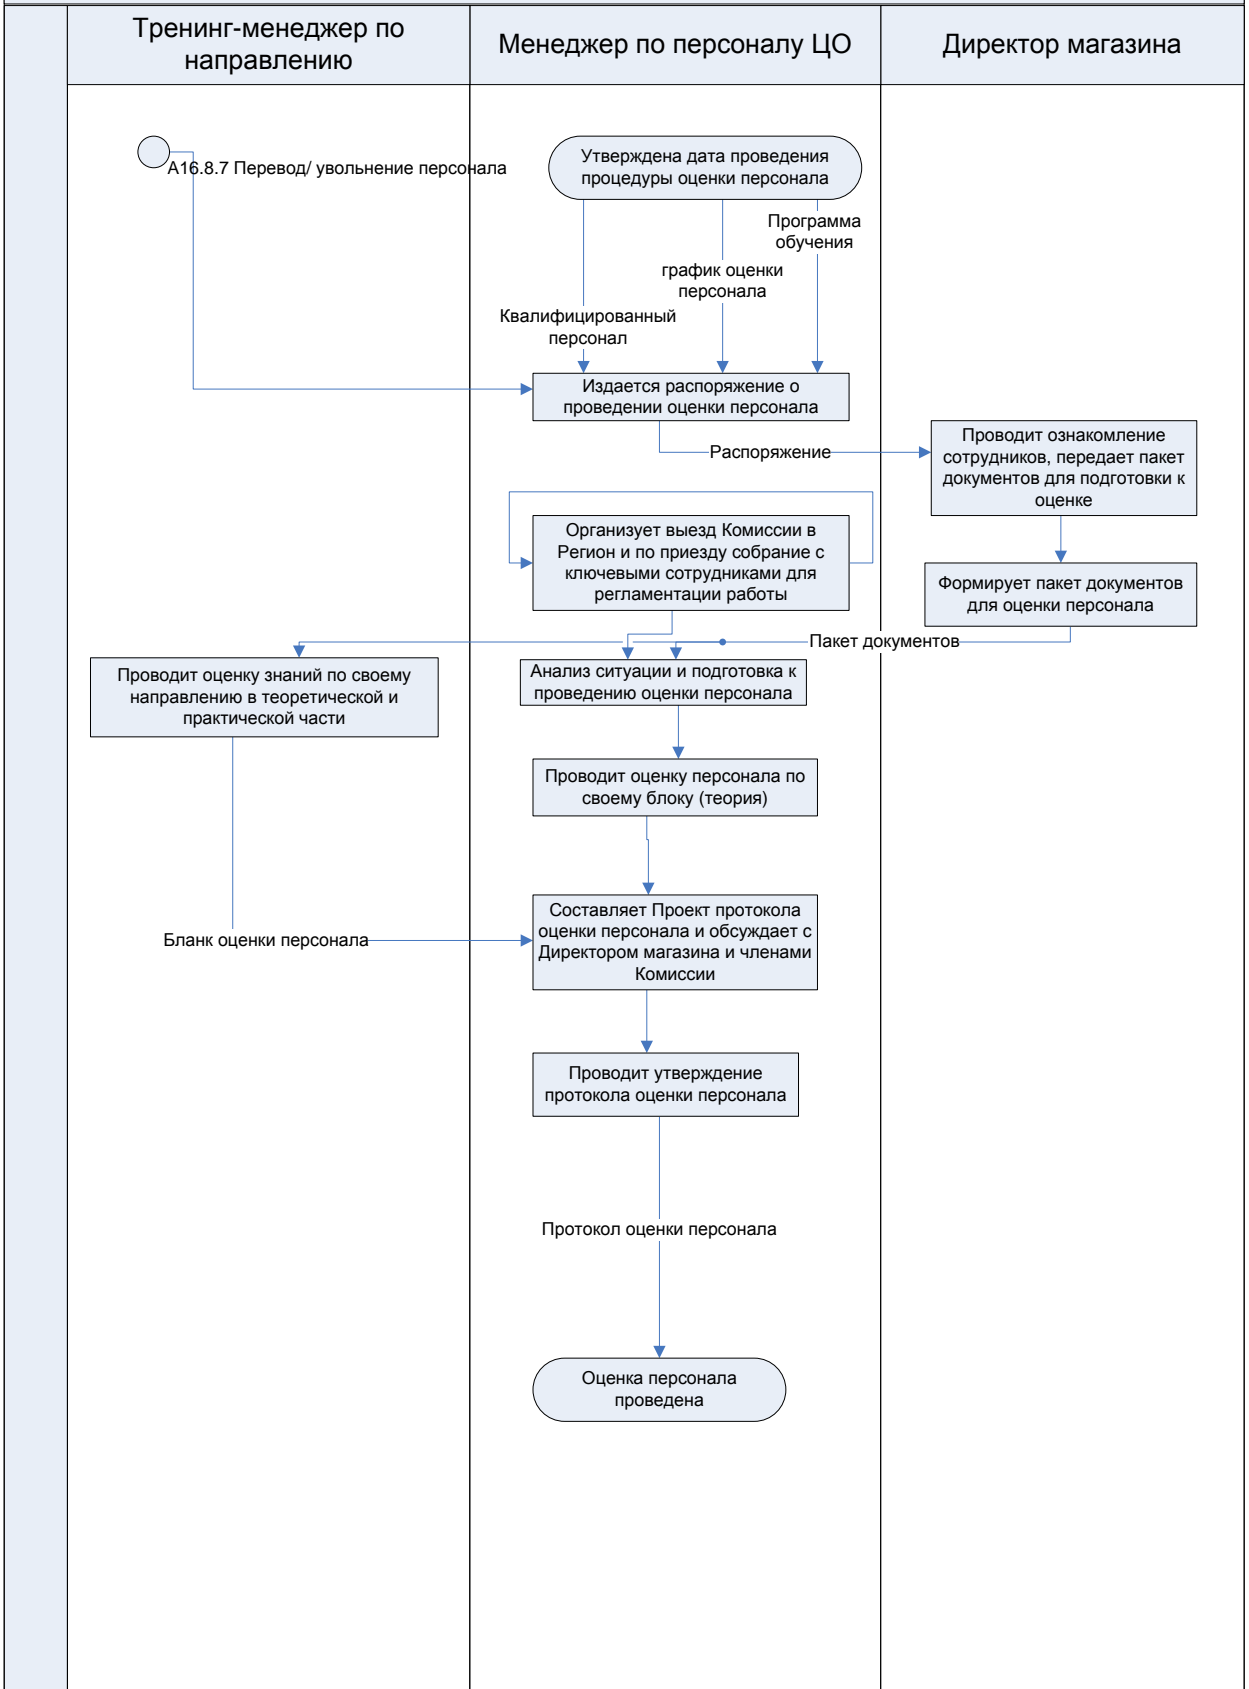 Тренинг-менеджер по
направлению
Менеджер по персоналу ЦО
Директор магазина
А16.8.7 Перевод/ увольнение персонала
Утверждена дата проведения
процедуры оценки персонала
Программа
обучения
график оценки
персонала
Квалифицированный
персонал
Издается распоряжение о
проведении оценки персонала
Распоряжение
Проводит ознакомление
сотрудников, передает пакет
документов для подготовки к
оценке
Организует выезд Комиссии в
Регион и по приезду собрание с
ключевыми сотрудниками для
регламентации работы
Формирует пакет документов
для оценки персонала
Пакет документов
Проводит оценку знаний по своему
направлению в теоретической и
практической части
Анализ ситуации и подготовка к
проведению оценки персонала
Проводит оценку персонала по
своему блоку (теория)
Составляет Проект протокола
оценки персонала и обсуждает с
Директором магазина и членами
Комиссии
Бланк оценки персонала
Проводит утверждение
протокола оценки персонала
Протокол оценки персонала
Оценка персонала
проведена